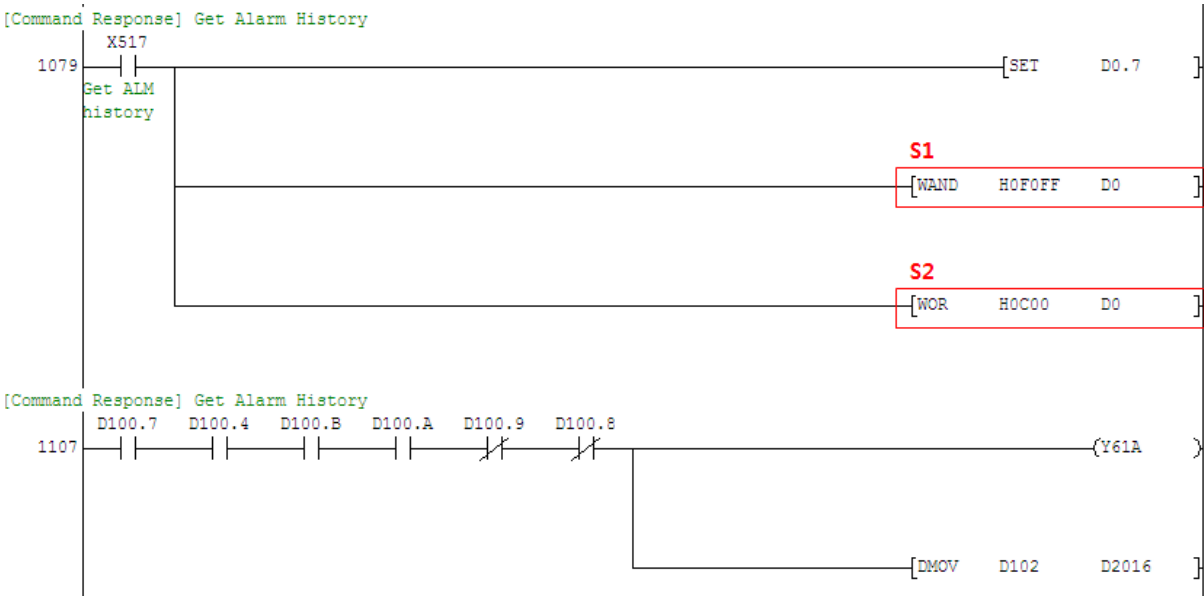 [Command Response] Get Alarm History
X517
1079
[SET D0.7 ]
Get ALM
history
S1
[WAND H0F0FF D0 ]
S2
[WOR H0C00 D0 ]
[Command Response] Get Alarm History
D100.7 D100.4 D100.B D100.A D100.9 D100.8
1107
(Y61A )
[DMOV D102 D2016 ]